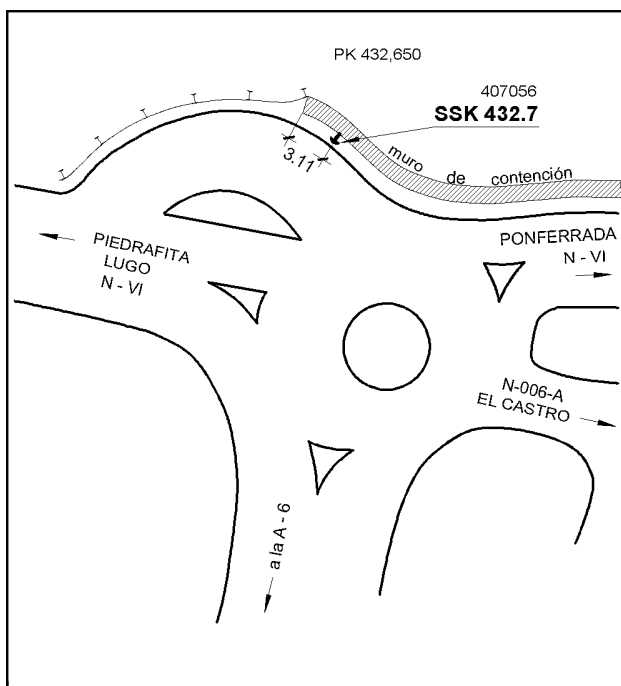 PK 432,650
407056
SSK 432.7
3.11
muro de contención
PIEDRAFITA
LUGO
N - VI
PONFERRADA
N - VI
N-006-A
EL CASTRO
a la A - 6